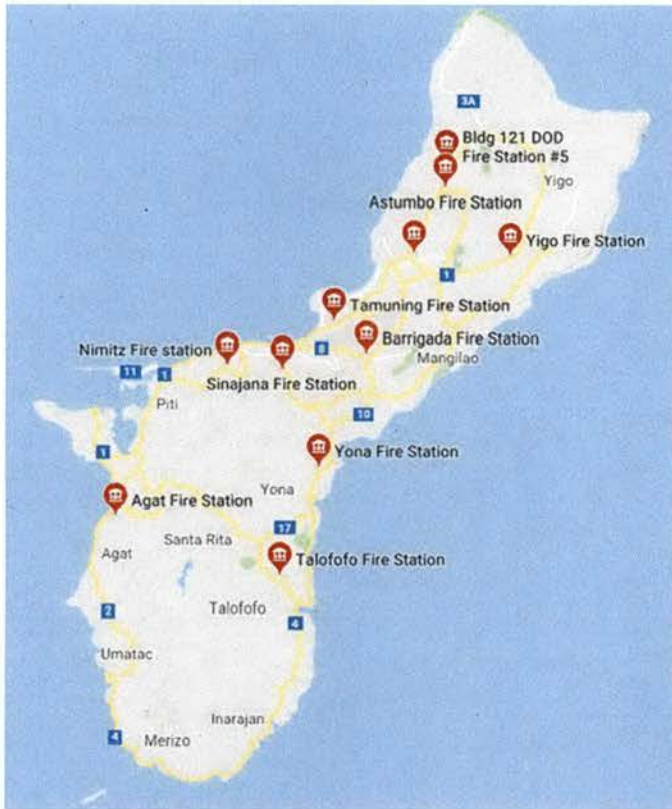 3A
Bldg 121 DOD
Fire Station #5
Yigo
Astumbo Fire Station
Yigo Fire Station
1
Tamuning Fire Station
Barrigada Fire Station
Nimitz Fire station
8
Mangilao
11
1
Sinajana Fire Station
Piti
10
1
Yona Fire Station
Yona
Agat Fire Station
17
Santa Rita
Agat
Talofofo Fire Station
2
Talofofo
4
Umatac
Inarajan
4
Merizo